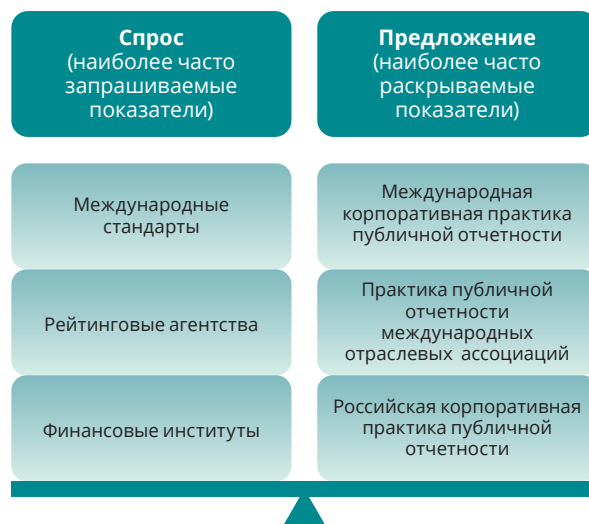 Спрос
(наиболее часто
запрашиваемые
показатели)
Предложение
(наиболее часто
раскрываемые
показатели)
Международные
стандарты
Международная
корпоративная практика
публичной отчетности
Рейтинговые агентства
Практика публичной
отчетности
международных
отраслевых ассоциаций
Финансовые институты
Российская корпоративная
практика публичной
отчетности